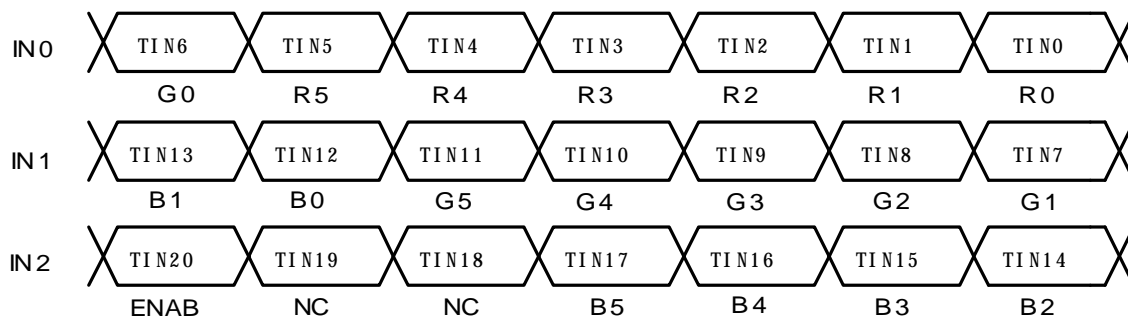 IN0 TIN6 TIN5 TIN4 TIN3 TIN2 TIN1 TIN0
G0 R5 R4 R3 R2 R1 R0
IN1 TIN13 TIN12 TIN11 TIN10 TIN9 TIN8 TIN7
B1 B0 G5 G4 G3 G2 G1
IN2 TIN20 TIN19 TIN18 TIN17 TIN16 TIN15 TIN14
ENAB NC NC B5 B4 B3 B2